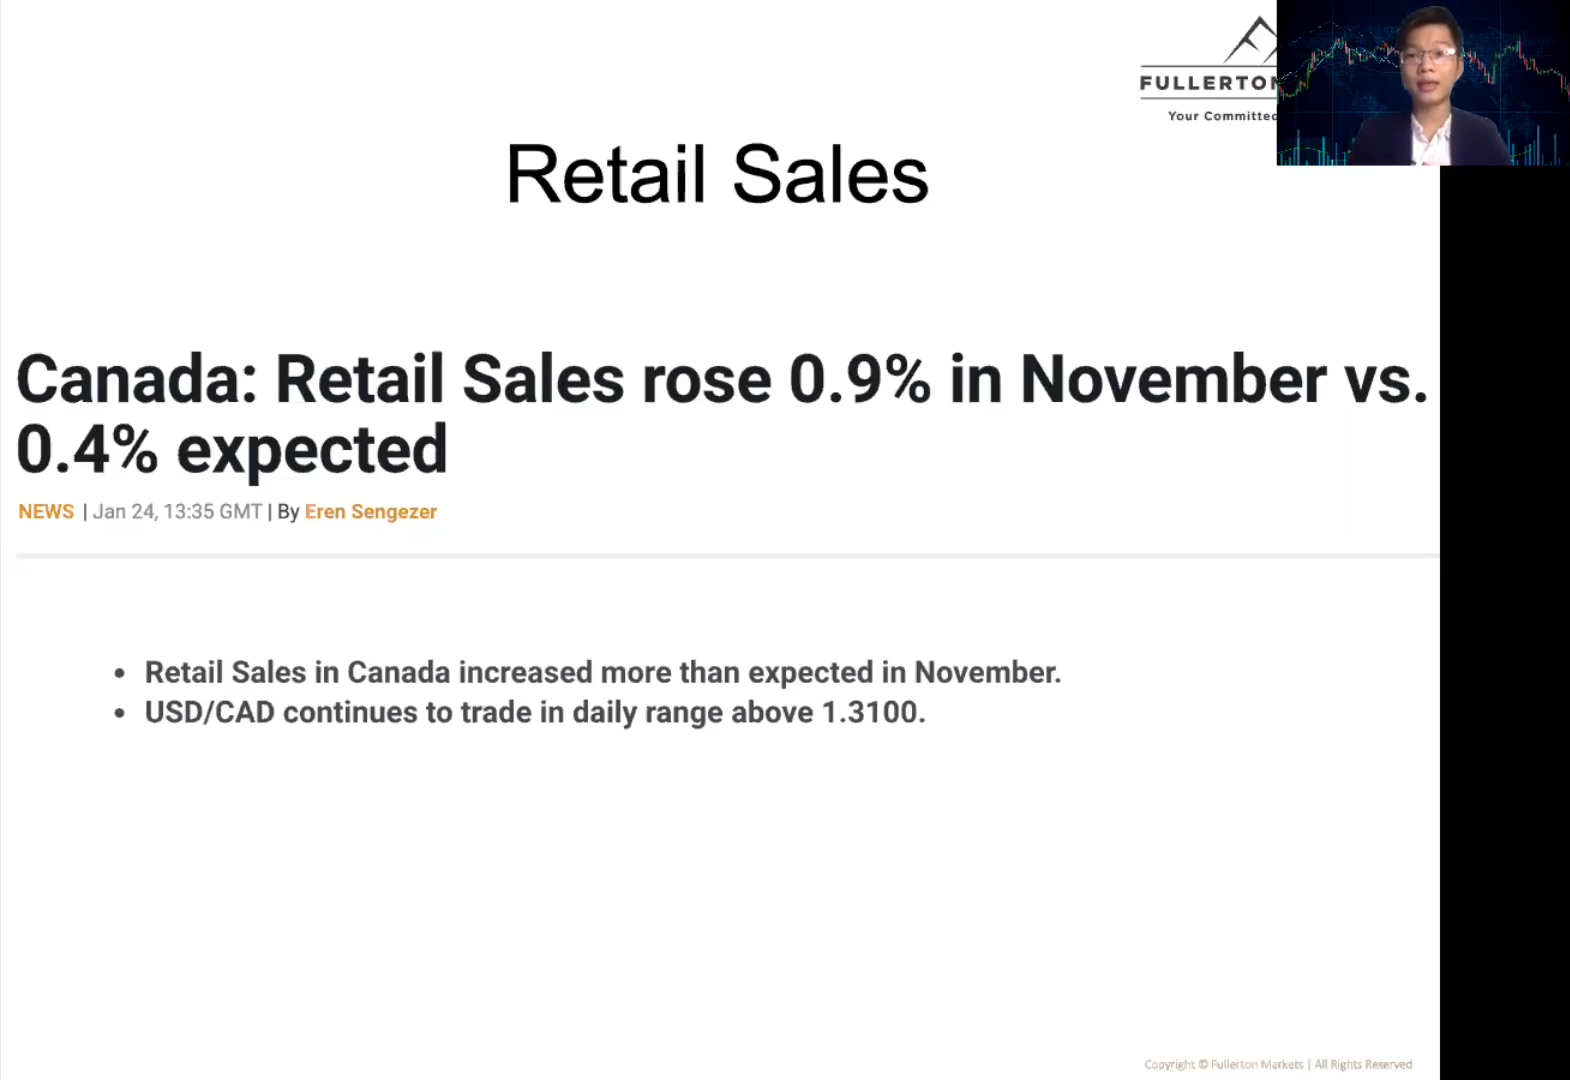 FULLERTON
Your Committed
Retail Sales
Canada: Retail Sales rose 0.9% in November vs.
0.4% expected
NEWS | Jan 24, 13:35 GMT | By Eren Sengezer
• Retail Sales in Canada increased more than expected in November.
• USD/CAD continues to trade in daily range above 1.3100.
Copyright © Fullerton Markets | All Rights Reserved